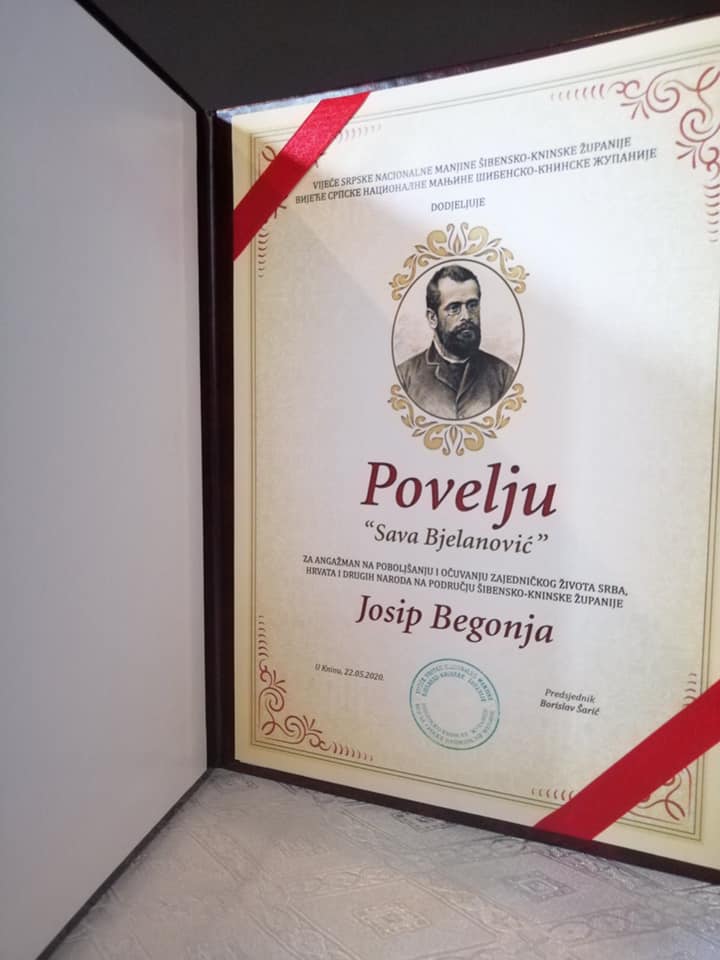 VIJEĆE SRPSKE NACIONALNE MANJINE ŠIBENSKO-KNINSKE ŽUPANIJE
ВИЈЕЋЕ СРПСКЕ НАЦИОНАЛНЕ МАЊИНЕ ШИБЕНСКО-КНИНСКЕ ЖУПАНИЈЕ
DODJELJUJE
Povelju
“Sava Bjelanović”
ZA ANGAŽMAN NA POBOLJŠANJU I OČUVANJU ZAJEDNIČKOG ŽIVOTA SRBA,
HRVATA I DRUGIH NARODA NA PODRUČJU ŠIBENSKO-KNINSKE ŽUPANIJE
Josip Begonja
U Kninu, 22.05.2020.
Predsjednik
Borislav Šarić